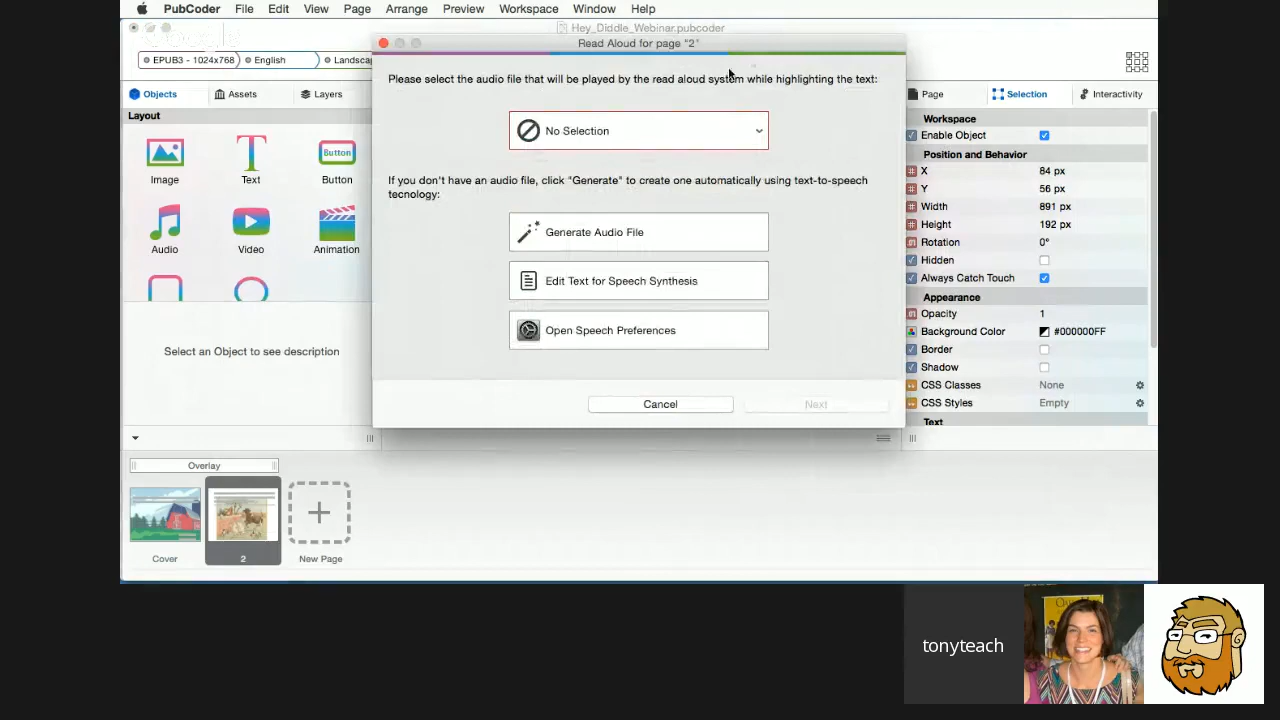 PubCoder File Edit View Page Arrange Preview Workspace Window Help
Hey_Diddle_Webinar.pubcoder
Read Aloud for page "2"
EPUB3 - 1024x768 English Landsca
Please select the audio file that will be played by the read aloud system while highlighting the text:
Objects Assets Layers
Page Selection Interactivity
Layout
Workspace
No Selection
Enable Object
Position and Behavior
Image Text Button
If you don't have an audio file, click "Generate" to create one automatically using text-to-speech
tecnology:
X 84 px
Y 56 px
Width 891 px
Height 192 px
Generate Audio File
Rotation 0°
Audio Video Animation
Hidden
Always Catch Touch
Edit Text for Speech Synthesis
Appearance
Opacity 1
Background Color #000000FF
Open Speech Preferences
Border
Select an Object to see description
Shadow
CSS Classes None
CSS Styles Empty
Cancel Next
Text
Overlay
Cover 2 New Page
tonyteach